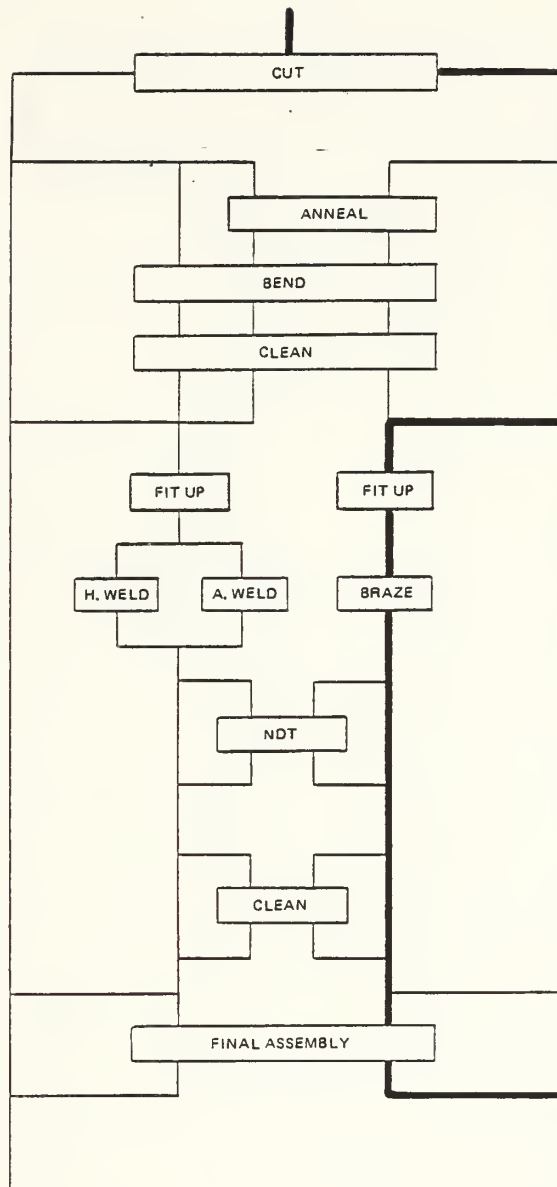 CUT
ANNEAL
BEND
CLEAN
FIT UP
FIT UP
H. WELD
A. WELD
BRAZE
NDT
CLEAN
FINAL ASSEMBLY